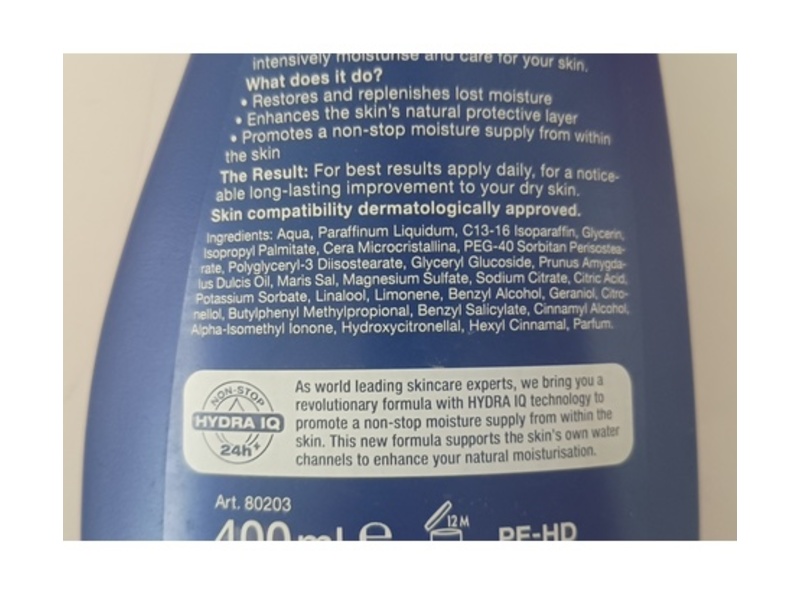 intensively moisturise and care for your skin.
What does it do?
• Restores and replenishes lost moisture
• Enhances the skin's natural protective layer
• Promotes a non-stop moisture supply from within
the skin
The Result: For best results apply daily, for a notice-
able long-lasting improvement to your dry skin.
Skin compatibility dermatologically approved.
Ingredients: Aqua, Paraffinum Liquidum, C13-16 Isoparaffin, Glycerin,
Isopropyl Palmitate, Cera Microcristallina, PEG-40 Sorbitan Perisostea-
rate, Polyglyceryl-3 Diisostearate, Glyceryl Glucoside, Prunus Amygda-
lus Dulcis Oil, Maris Sal, Magnesium Sulfate, Sodium Citrate, Citric Acid,
Potassium Sorbate, Linalool, Limonene, Benzyl Alcohol, Geraniol, Citro-
nellol, Butylphenyl Methylpropional, Benzyl Salicylate, Cinnamyl Alcohol,
Alpha-Isomethyl Ionone, Hydroxycitronellal, Hexyl Cinnamal, Parfum.
NON-STOP
HYDRA IQ
24h+
As world leading skincare experts, we bring you a
revolutionary formula with HYDRA IQ technology to
promote a non-stop moisture supply from within the
skin. This new formula supports the skin's own water
channels to enhance your natural moisturisation.
Art. 80203
400 ml e 12M PE-HD